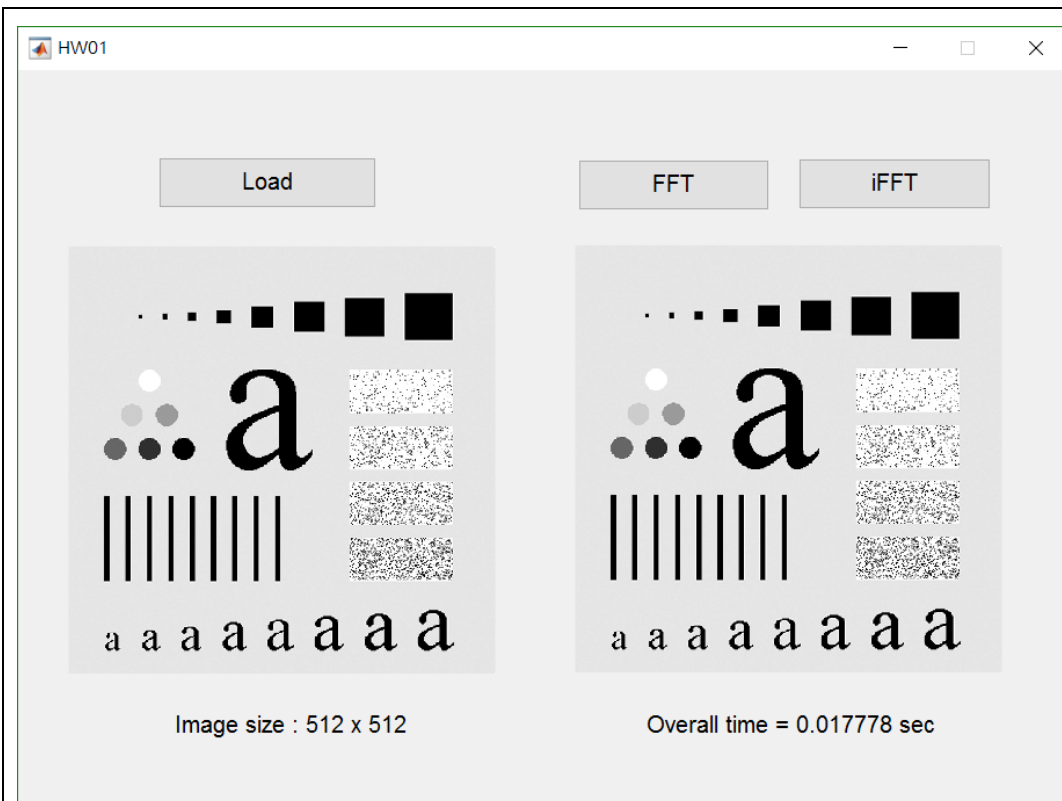 HW01
Load
FFT
iFFT
a
a
a a a a a a a a
a a a a a a a a
Image size : 512 x 512
Overall time = 0.017778 sec